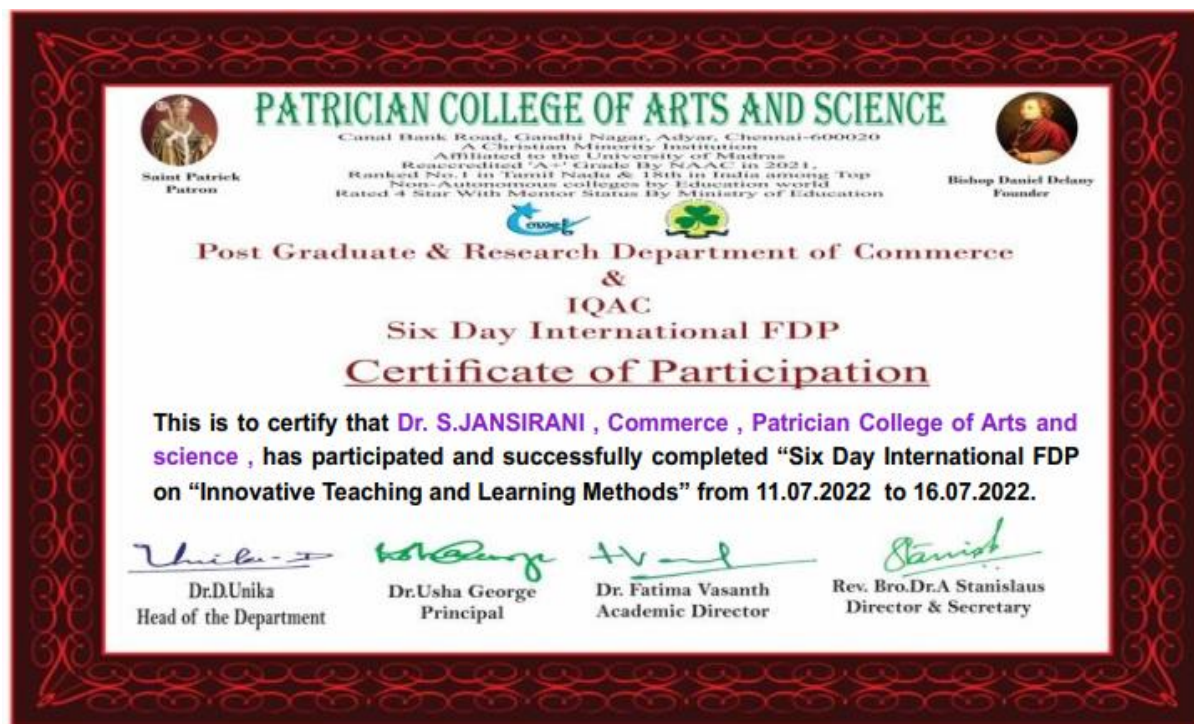 PATRICIAN COLLEGE OF ARTS AND SCIENCE
Canal Bank Road, Gandhi Nagar, Adyar, Chennai-600020
A Christian Minority Institution
Affiliated to the University of Madras
Reaccredited 'A+' Grade By NAAC in 2021,
Ranked No.1 in Tamil Nadu & 18th in India among Top
Non-Autonomous colleges by Education world
Rated 4 Star With Mentor Status By Ministry of Education
Saint Patrick
Patron
Bishop Daniel Delany
Founder
Post Graduate & Research Department of Commerce
&
IQAC
Six Day International FDP
Certificate of Participation
This is to certify that Dr. S.JANSIRANI , Commerce , Patrician College of Arts and
science , has participated and successfully completed “Six Day International FDP
on “Innovative Teaching and Learning Methods” from 11.07.2022 to 16.07.2022.
Dr.D.Unika
Head of the Department
Dr.Usha George
Principal
Dr. Fatima Vasanth
Academic Director
Rev. Bro.Dr.A Stanislaus
Director & Secretary